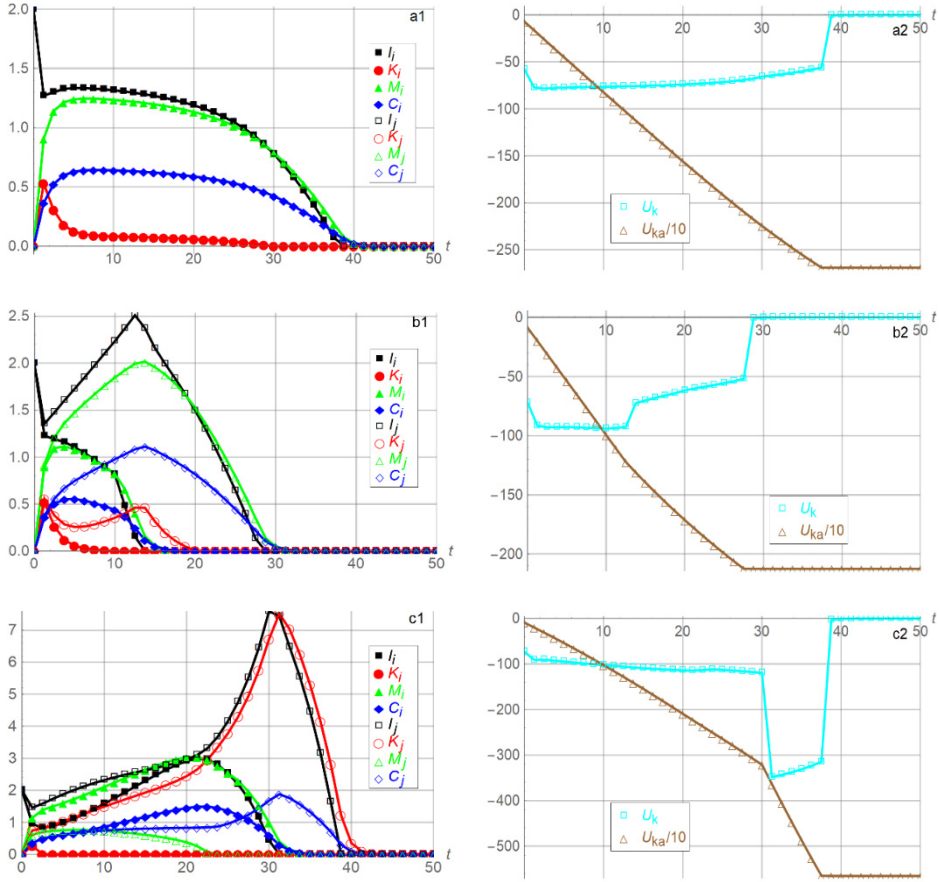 a1
2.0
1.5
1.0
0.5
0.0
I_i
K_i
M_i
C_i
I_j
K_j
M_j
C_j
10 20 30 40 50
t
a2
t
0
10 20 30 40 50
−50
−100
−150
−200
−250
U_k
U_ka/10
b1
2.5
2.0
1.5
1.0
0.5
0.0
I_i
K_i
M_i
C_i
I_j
K_j
M_j
C_j
10 20 30 40 50
t
b2
t
0
10 20 30 40 50
−50
−100
−150
−200
U_k
U_ka/10
c1
7
6
5
4
3
2
1
0
I_i
K_i
M_i
C_i
I_j
K_j
M_j
C_j
10 20 30 40 50
t
c2
t
0
10 20 30 40 50
−100
−200
−300
−400
−500
U_k
U_ka/10